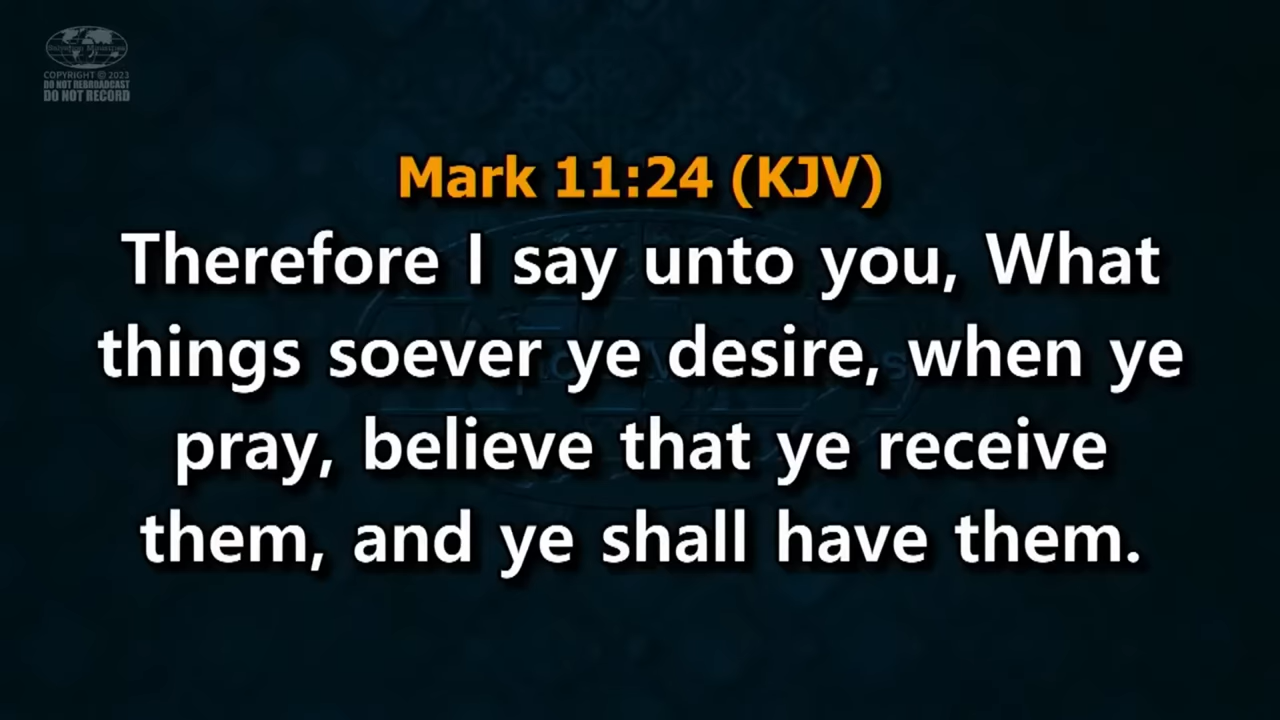 COPYRIGHT © 2023
DO NOT REBROADCAST
DO NOT RECORD
Mark 11:24 (KJV)
Therefore I say unto you, What
things soever ye desire, when ye
pray, believe that ye receive
them, and ye shall have them.